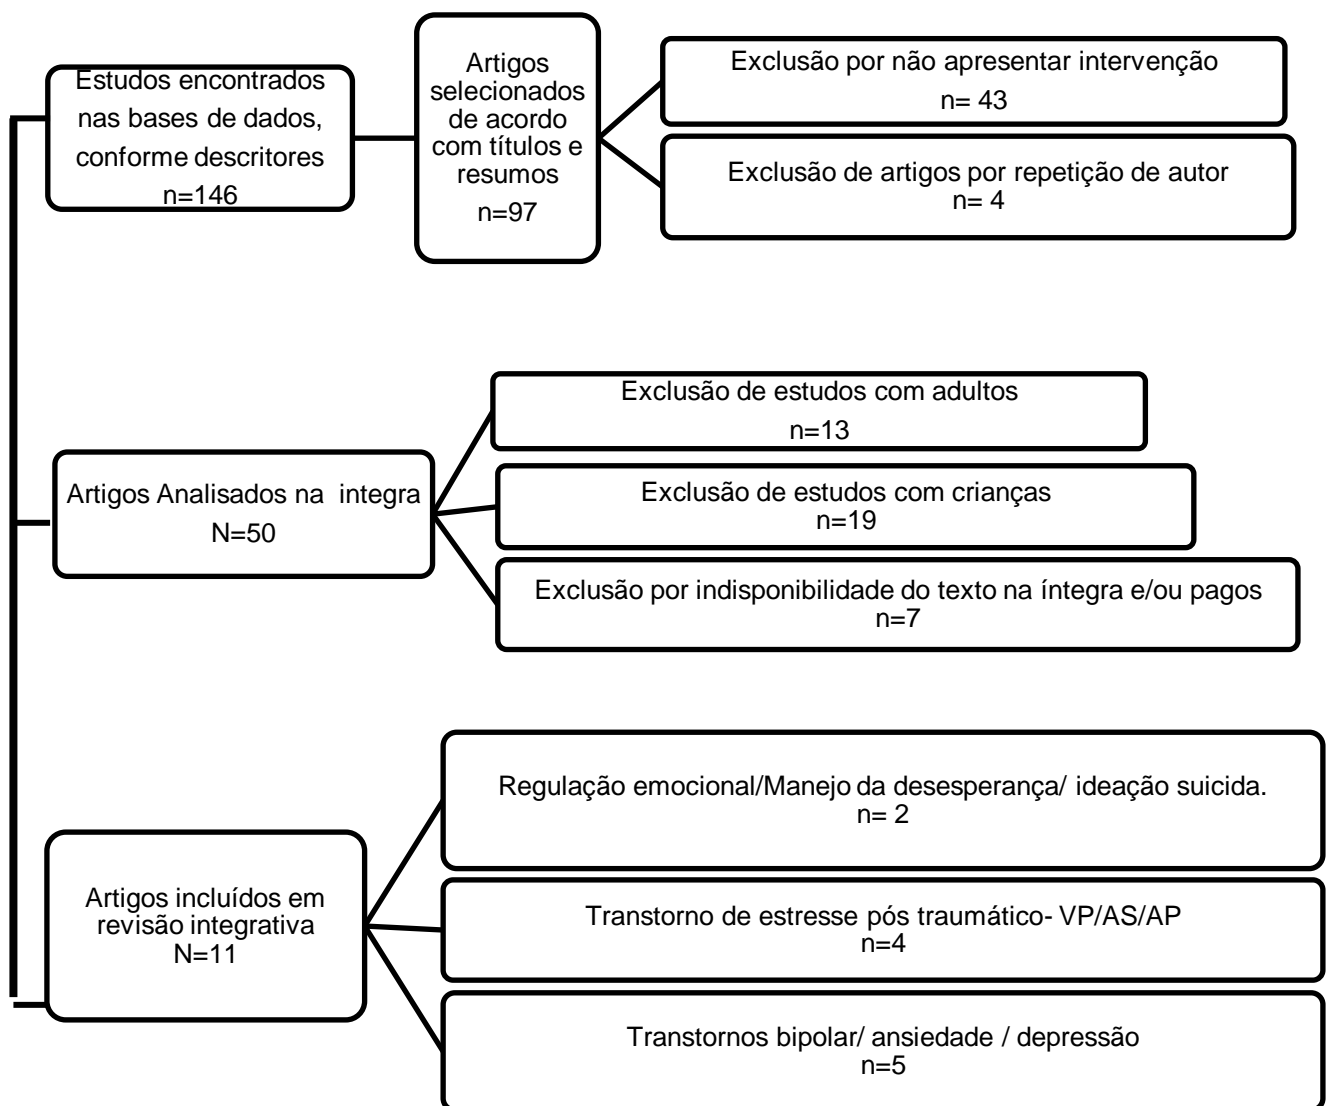 Estudos encontrados
nas bases de dados,
conforme descritores
n=146
Artigos
selecionados
de acordo
com títulos e
resumos
n=97
Exclusão por não apresentar intervenção
n= 43
Exclusão de artigos por repetição de autor
n= 4
Artigos Analisados na integra
N=50
Exclusão de estudos com adultos
n=13
Exclusão de estudos com crianças
n=19
Exclusão por indisponibilidade do texto na íntegra e/ou pagos
n=7
Artigos incluídos em
revisão integrativa
N=11
Regulação emocional/Manejo da desesperança/ ideação suicida.
n= 2
Transtorno de estresse pós traumático- VP/AS/AP
n=4
Transtornos bipolar/ ansiedade / depressão
n=5